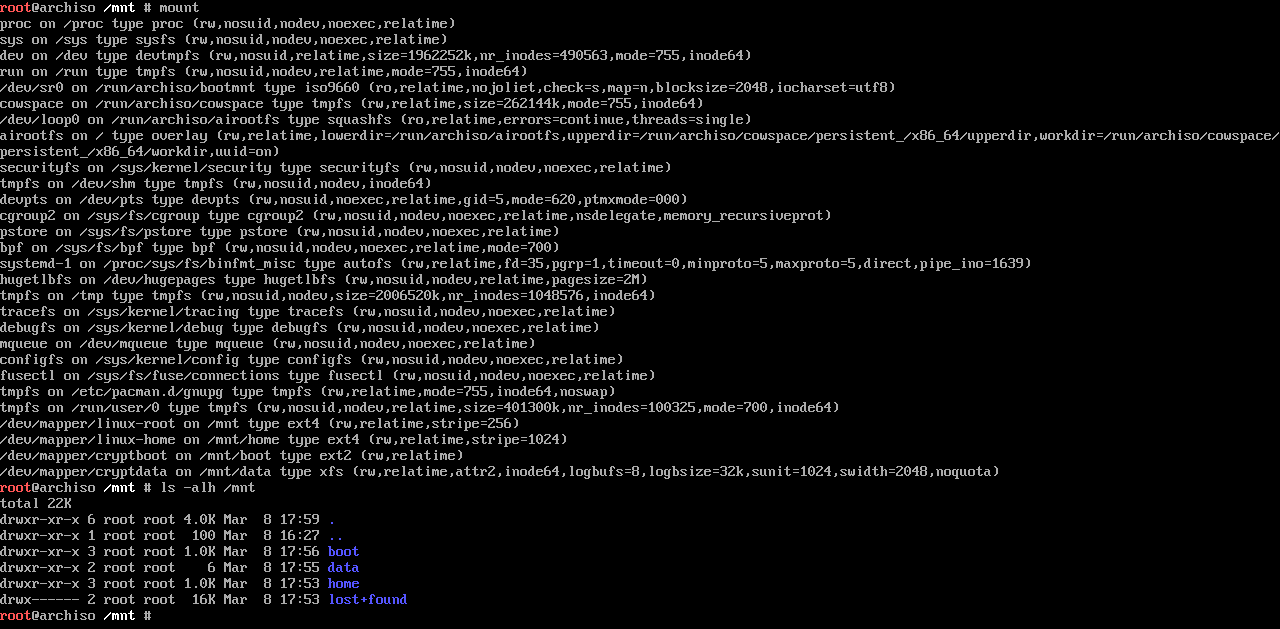 root@archiso /mnt # mount
proc on /proc type proc (rw,nosuid,nodev,noexec,relatime)
sys on /sys type sysfs (rw,nosuid,nodev,noexec,relatime)
dev on /dev type devtmpfs (rw,nosuid,relatime,size=1962252k,nr_inodes=490563,mode=755,inode64)
run on /run type tmpfs (rw,nosuid,nodev,relatime,mode=755,inode64)
/dev/sr0 on /run/archiso/bootmnt type iso9660 (ro,relatime,nojoliet,check=s,map=n,blocksize=2048,iocharset=utf8)
cowspace on /run/archiso/cowspace type tmpfs (rw,relatime,size=262144k,mode=755,inode64)
/dev/loop0 on /run/archiso/airootfs type squashfs (ro,relatime,errors=continue,threads=single)
airootfs on / type overlay (rw,relatime,lowerdir=/run/archiso/airootfs,upperdir=/run/archiso/cowspace/persistent_/x86_64/upperdir,workdir=/run/archiso/cowspace/
persistent_/x86_64/workdir,uuid=on)
securityfs on /sys/kernel/security type securityfs (rw,nosuid,nodev,noexec,relatime)
tmpfs on /dev/shm type tmpfs (rw,nosuid,nodev,inode64)
devpts on /dev/pts type devpts (rw,nosuid,noexec,relatime,gid=5,mode=620,ptmxmode=000)
cgroup2 on /sys/fs/cgroup type cgroup2 (rw,nosuid,nodev,noexec,relatime,nsdelegate,memory_recursiveprot)
pstore on /sys/fs/pstore type pstore (rw,nosuid,nodev,noexec,relatime)
bpf on /sys/fs/bpf type bpf (rw,nosuid,nodev,noexec,relatime,mode=700)
systemd-1 on /proc/sys/fs/binfmt_misc type autofs (rw,relatime,fd=35,pgrp=1,timeout=0,minproto=5,maxproto=5,direct,pipe_ino=1639)
hugetlbfs on /dev/hugepages type hugetlbfs (rw,nosuid,nodev,relatime,pagesize=2M)
tmpfs on /tmp type tmpfs (rw,nosuid,nodev,size=2006520k,nr_inodes=1048576,inode64)
tracefs on /sys/kernel/tracing type tracefs (rw,nosuid,nodev,noexec,relatime)
debugfs on /sys/kernel/debug type debugfs (rw,nosuid,nodev,noexec,relatime)
mqueue on /dev/mqueue type mqueue (rw,nosuid,nodev,noexec,relatime)
configfs on /sys/kernel/config type configfs (rw,nosuid,nodev,noexec,relatime)
fusectl on /sys/fs/fuse/connections type fusectl (rw,nosuid,nodev,noexec,relatime)
tmpfs on /etc/pacman.d/gnupg type tmpfs (rw,relatime,mode=755,inode64,noswap)
tmpfs on /run/user/0 type tmpfs (rw,nosuid,nodev,relatime,size=401300k,nr_inodes=100325,mode=700,inode64)
/dev/mapper/linux-root on /mnt type ext4 (rw,relatime,stripe=256)
/dev/mapper/linux-home on /mnt/home type ext4 (rw,relatime,stripe=1024)
/dev/mapper/cryptboot on /mnt/boot type ext2 (rw,relatime)
/dev/mapper/cryptdata on /mnt/data type xfs (rw,relatime,attr2,inode64,logbufs=8,logbsize=32k,sunit=1024,swidth=2048,noquota)
root@archiso /mnt # ls -alh /mnt
total 22K
drwxr-xr-x 6 root root 4.0K Mar  8 17:59 .
drwxr-xr-x 1 root root  100 Mar  8 16:27 ..
drwxr-xr-x 3 root root 1.0K Mar  8 17:56 boot
drwxr-xr-x 2 root root    6 Mar  8 17:55 data
drwxr-xr-x 3 root root 1.0K Mar  8 17:53 home
drwx------ 2 root root  16K Mar  8 17:53 lost+found
root@archiso /mnt #